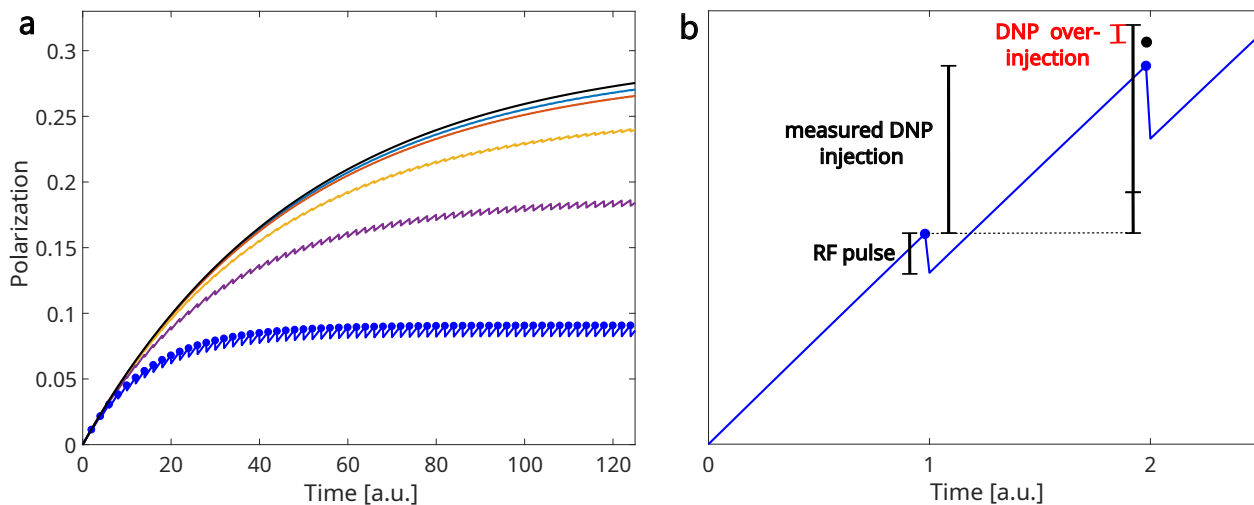 a
0.3
0.25
0.2
0.15
0.1
0.05
0
Polarization
0 20 40 60 80 100 120
Time [a.u.]
b
DNP over-
injection
measured DNP
injection
RF pulse
0 1 2
Time [a.u.]